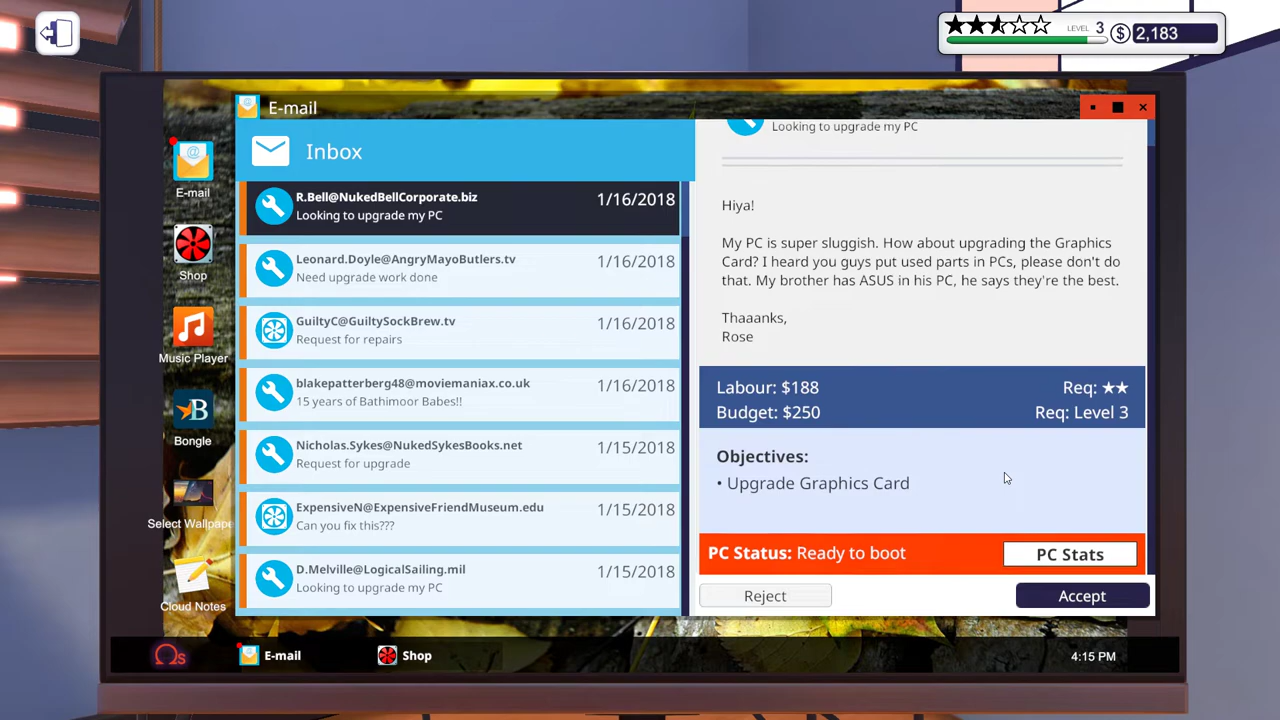 LEVEL 3
$ 2,183
E-mail
Inbox
R.Bell@NukedBellCorporate.biz 1/16/2018
Looking to upgrade my PC
Leonard.Doyle@AngryMayoButlers.tv 1/16/2018
Need upgrade work done
GuiltyC@GuiltySockBrew.tv 1/16/2018
Request for repairs
blakepatterberg48@moviemaniax.co.uk 1/16/2018
15 years of Bathimoor Babes!!
Nicholas.Sykes@NukedSykesBooks.net 1/15/2018
Request for upgrade
ExpensiveN@ExpensiveFriendMuseum.edu 1/15/2018
Can you fix this???
D.Melville@LogicalSailing.mil 1/15/2018
Looking to upgrade my PC
Looking to upgrade my PC
Hiya!
My PC is super sluggish. How about upgrading the Graphics
Card? I heard you guys put used parts in PCs, please don't do
that. My brother has ASUS in his PC, he says they're the best.
Thaaanks,
Rose
Labour: $188 Req: ★★
Budget: $250 Req: Level 3
Objectives:
• Upgrade Graphics Card
PC Status: Ready to boot PC Stats
Reject Accept
E-mail
Shop
Music Player
Bongle
Select Wallpape
Cloud Notes
Ωs E-mail Shop 4:15 PM